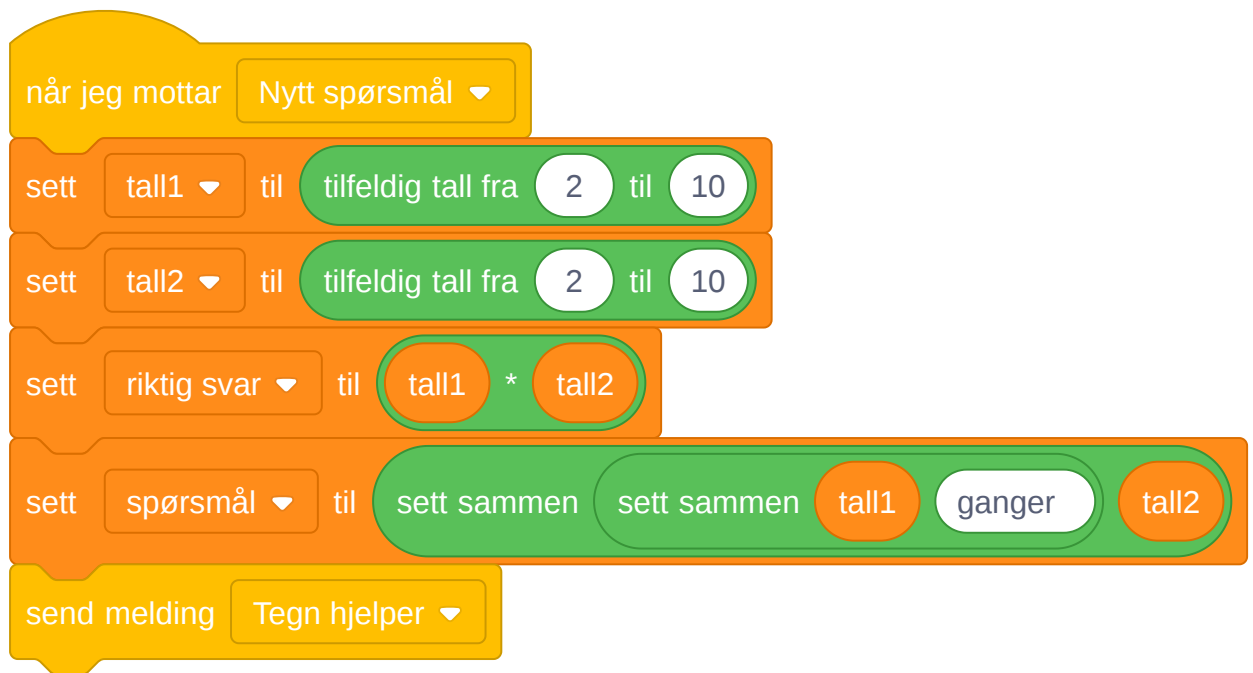 når jeg mottar Nytt spørsmål
sett tall1 til tilfeldig tall fra 2 til 10
sett tall2 til tilfeldig tall fra 2 til 10
sett riktig svar til tall1 * tall2
sett spørsmål til sett sammen sett sammen tall1 ganger tall2
send melding Tegn hjelper